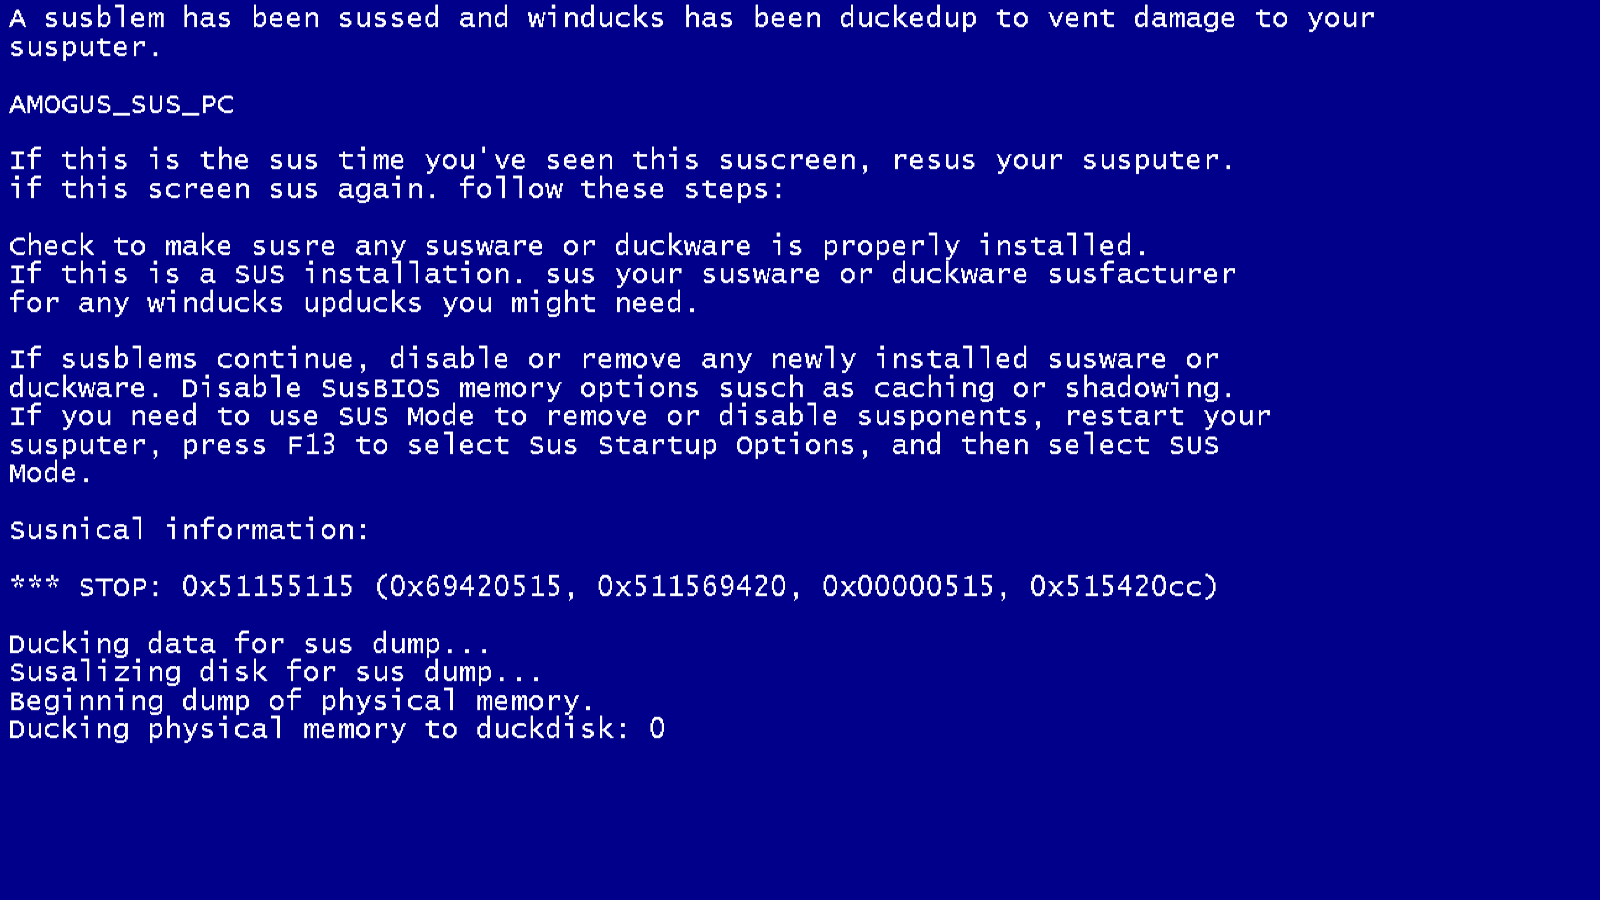 A susblem has been sussed and winducks has been duckedup to vent damage to your
susputer.
AMOGUS_SUS_PC
If this is the sus time you've seen this suscreen, resus your susputer.
if this screen sus again. follow these steps:
Check to make susre any susware or duckware is properly installed.
If this is a SUS installation. sus your susware or duckware susfacturer
for any winducks upducks you might need.
If susblems continue, disable or remove any newly installed susware or
duckware. Disable SusBIOS memory options susch as caching or shadowing.
If you need to use SUS Mode to remove or disable susponents, restart your
susputer, press F13 to select Sus Startup Options, and then select SUS
Mode.
Susnical information:
*** STOP: 0x51155115 (0x69420515, 0x511569420, 0x00000515, 0x515420cc)
Ducking data for sus dump...
Susalizing disk for sus dump...
Beginning dump of physical memory.
Ducking physical memory to duckdisk: 0